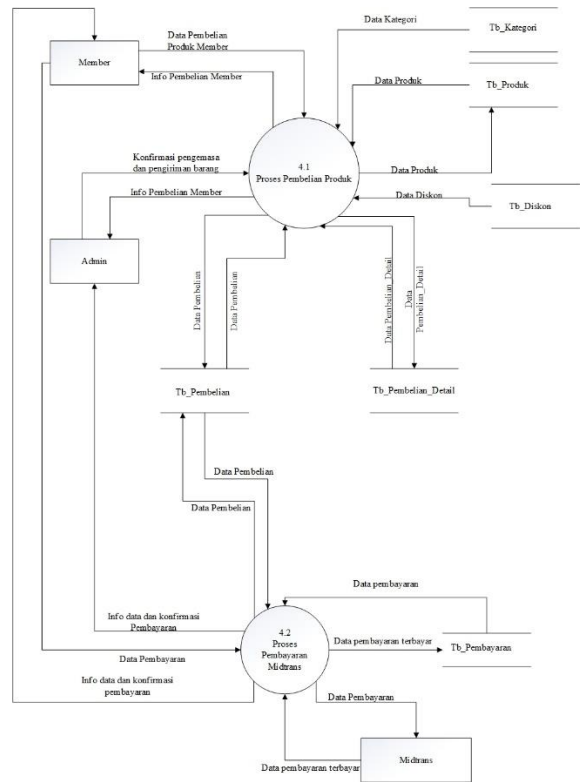 Data Kategori
Tb_Kategori
Data Pembelian
Produk Member
Member
Info Pembelian Member
Data Produk
Tb_Produk
4.1
Proses Pembelian Produk
Konfirmasi pengemasa
dan pengiriman barang
Data Produk
Info Pembelian Member
Data Diskon
Tb_Diskon
Admin
Data Pembelian
Data Pembelian
Data Pembelian_Detail
Data
Pembelian_Detail
Tb_Pembelian
Tb_Pembelian_Detail
Data Pembelian
Data Pembelian
Data pembayaran
Info data dan konfirmasi
Pembayaran
4.2
Proses
Pembayaran
Midtrans
Data pembayaran terbayar
Tb_Pembayaran
Data Pembayaran
Info data dan konfirmasi
pembayaran
Data Pembayaran
Data pembayaran terbayar
Midtrans